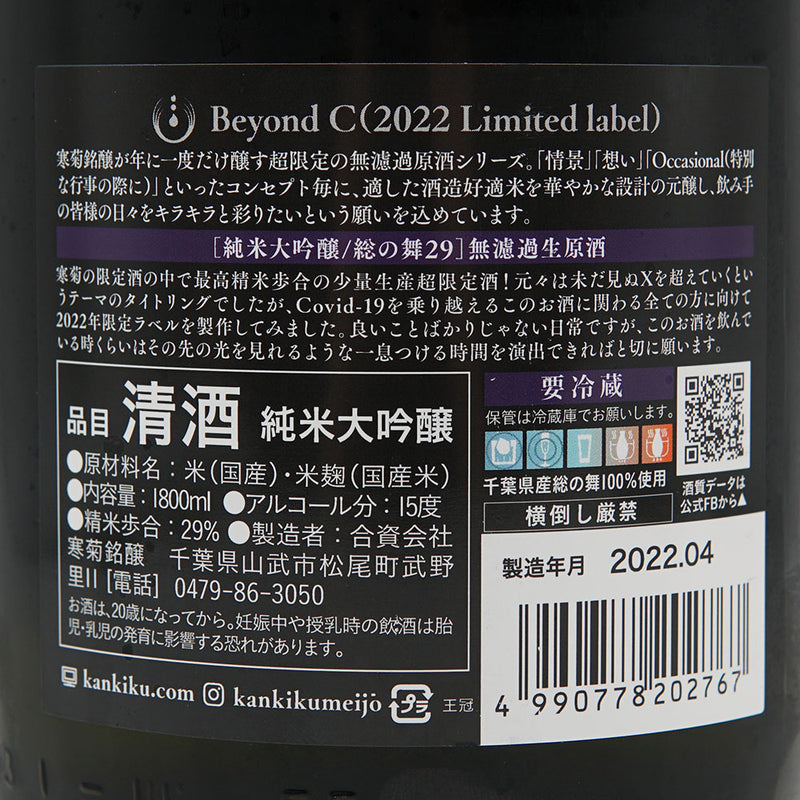 Beyond C(2022 Limited label)
寒菊銘醸が年に一度だけ醸す超限定の無濾過原酒シリーズ。「情景」「想い」「Occasional(特別
な行事の際に)」といったコンセプト毎に、適した酒造好適米を華やかな設計の元醸し、飲み手
の皆様の日々をキラキラと彩りたいという願いを込めています。
[純米大吟醸/総の舞29]無濾過生原酒
寒菊の限定酒の中で最高精米歩合の少量生産超限定酒！元々は未だ見ぬXを超えていくとい
うテーマのタイトリングでしたが、Covid-19を乗り越えるこのお酒に関わる全ての方に向けて
2022年限定ラベルを製作してみました。良いことばかりじゃない日常ですが、このお酒を飲んで
いる時くらいはその先の光を見れるような一息つける時間を演出できればと切に願います。
品目 清酒 純米大吟醸
●原材料名：米(国産)・米麹(国産米)
●内容量：1800ml ●アルコール分：15度
●精米歩合：29% ●製造者：合資会社
寒菊銘醸 千葉県山武市松尾町武野
里11 [電話] 0479-86-3050
お酒は、20歳になってから。妊娠中や授乳時の飲酒は胎
児・乳児の発育に影響する恐れがあります。
要冷蔵
保管は冷蔵庫でお願いします。
千葉県産総の舞100%使用
横倒し厳禁
酒質データは
公式FBから▲
製造年月 2022.04
4 990778 202767
kankiku.com kankikumeijo プラ 王冠